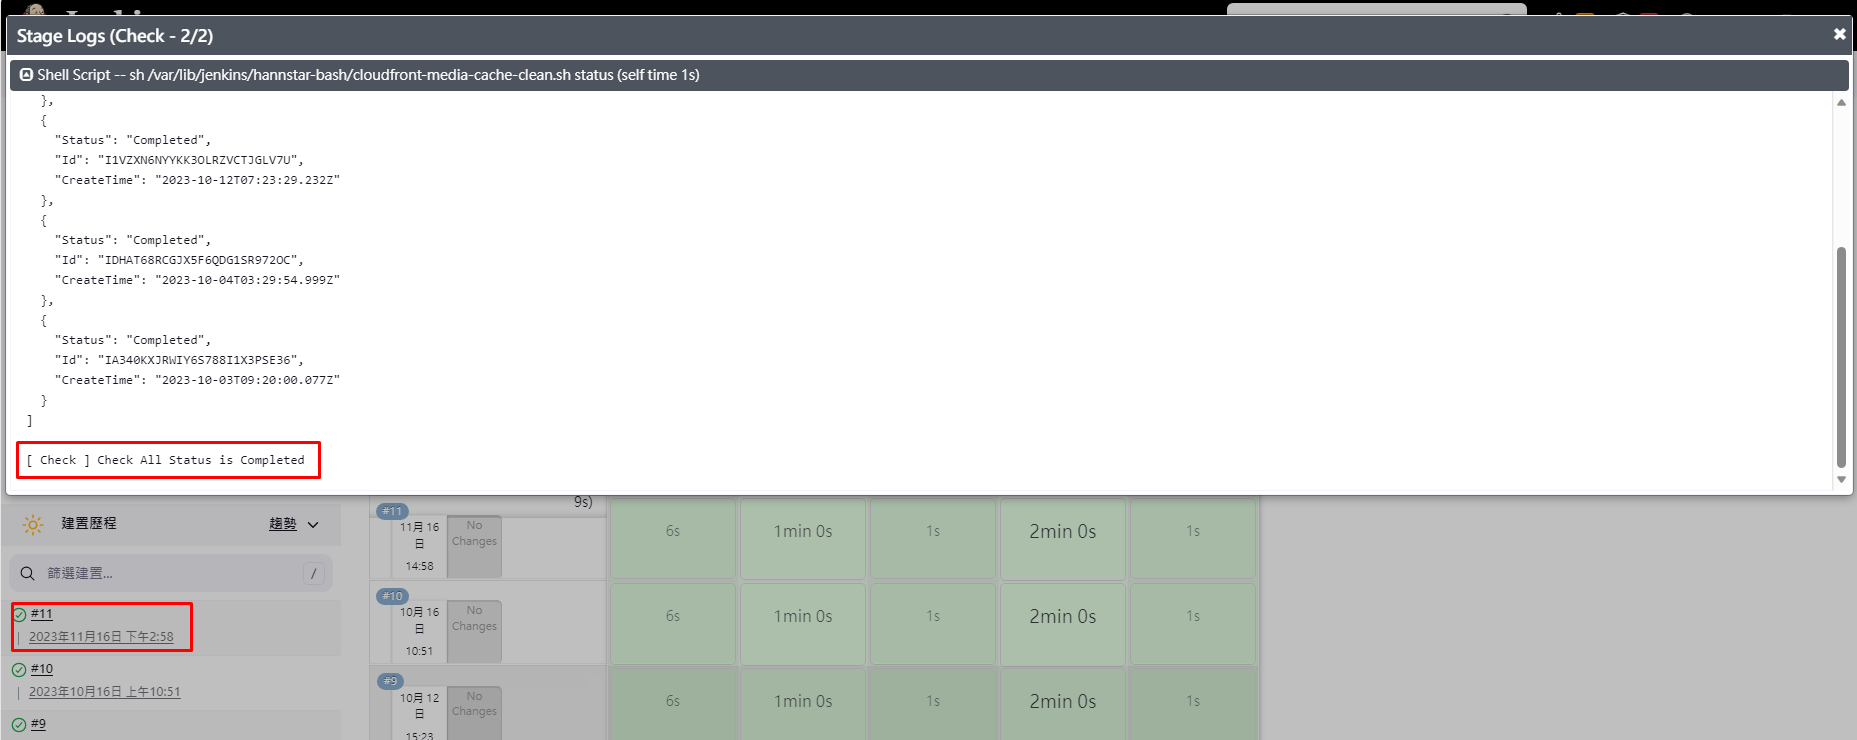 Stage Logs (Check - 2/2)
Shell Script -- sh /var/lib/jenkins/hannstar-bash/cloudfront-media-cache-clean.sh status (self time 1s)
},
{
"Status": "Completed",
"Id": "I1VZXN6NYYKK3OLRZVCTJGLV7U",
"CreateTime": "2023-10-12T07:23:29.232Z"
},
{
"Status": "Completed",
"Id": "IDHAT68RCGJX5F6QDG1SR972OC",
"CreateTime": "2023-10-04T03:29:54.999Z"
},
{
"Status": "Completed",
"Id": "IA340KXJRWIY6S788I1X3PSE36",
"CreateTime": "2023-10-03T09:20:00.077Z"
}
]
[ Check ] Check All Status is Completed
建置歷程
趨勢
篩選建置...
/
#11
2023年11月16日 下午2:58
#10
2023年10月16日 上午10:51
#9
9s)
#11
11月 16
日
14:58
No
Changes
6s
1min 0s
1s
2min 0s
1s
#10
10月 16
日
10:51
No
Changes
6s
1min 0s
1s
2min 0s
1s
#9
10月 12
日
15:23
No
Changes
6s
1min 0s
1s
2min 0s
1s